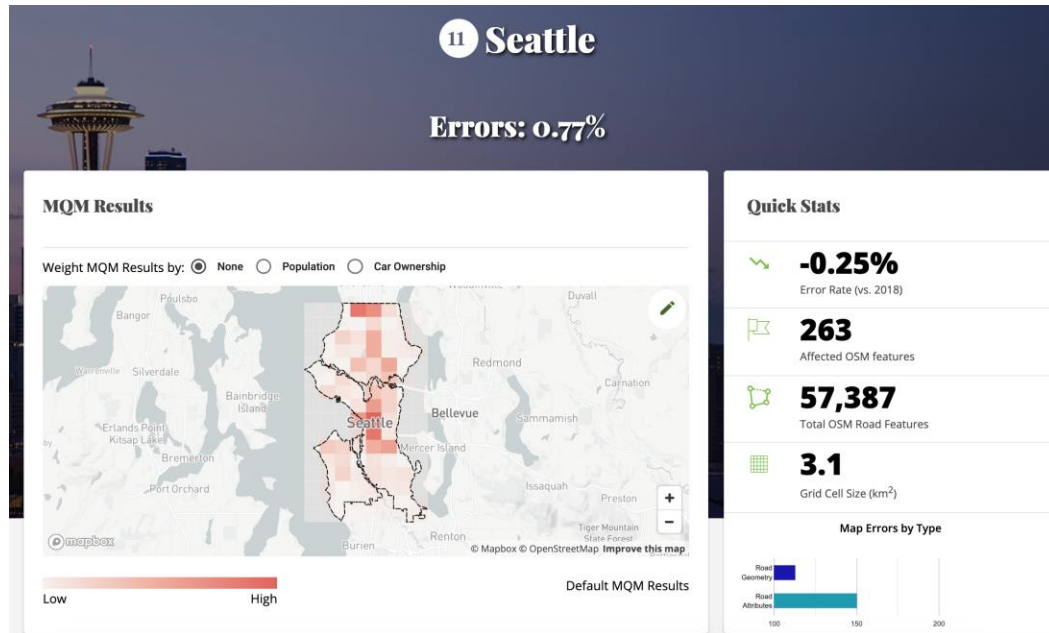 11 Seattle
Errors: 0.77%
MQM Results
Weight MQM Results by: None Population Car Ownership
Poulsbo
Duvall
Bangor
Warrenville Silverdale
Redmond
Carnation
Bainbridge
Island
Bellevue
Erlands Point
Kitsap Lake
Seattle
Sammamish
Mercer Island
Bremerton
Issaquah
Port Orchard
Preston
+
−
Renton
Tiger Mountain
State Forest
Burien
mapbox
© Mapbox © OpenStreetMap Improve this map
Low High
Default MQM Results
Quick Stats
-0.25%
Error Rate (vs. 2018)
263
Affected OSM features
57,387
Total OSM Road Features
3.1
Grid Cell Size (km²)
Map Errors by Type
Road
Geometry
Road
Attributes
100 150 200